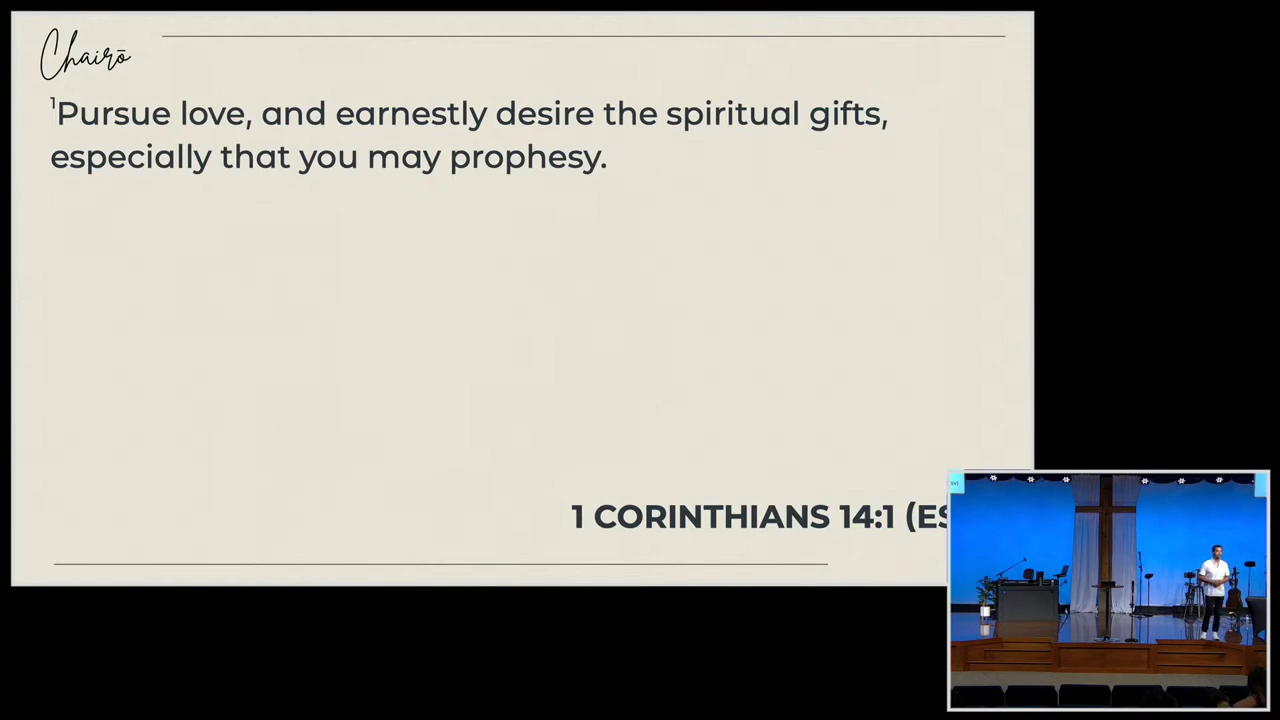 Chairō
¹Pursue love, and earnestly desire the spiritual gifts,
especially that you may prophesy.
1 CORINTHIANS 14:1 (ES
SV)